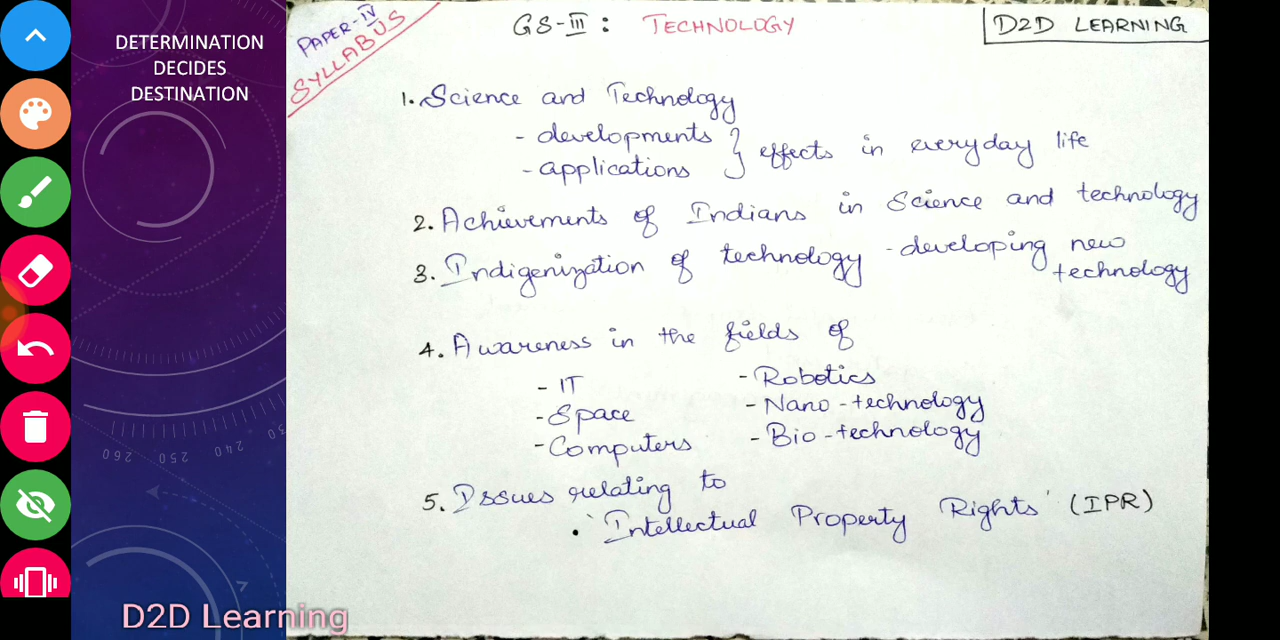 DETERMINATION
DECIDES
DESTINATION
PAPER-IV
SYLLABUS
GS-III : TECHNOLOGY
D2D LEARNING
1. Science and Technology
- developments
- applications
} effects in everyday life
2. Achievements of Indians in Science and technology
3. Indigenization of technology - developing new
technology
4. Awareness in the fields of
- IT
- Space
- Computers
- Robotics
- Nano-technology
- Bio-technology
5. Issues relating to
• 'Intellectual Property Rights' (IPR)
260 250 240
D2D Learning